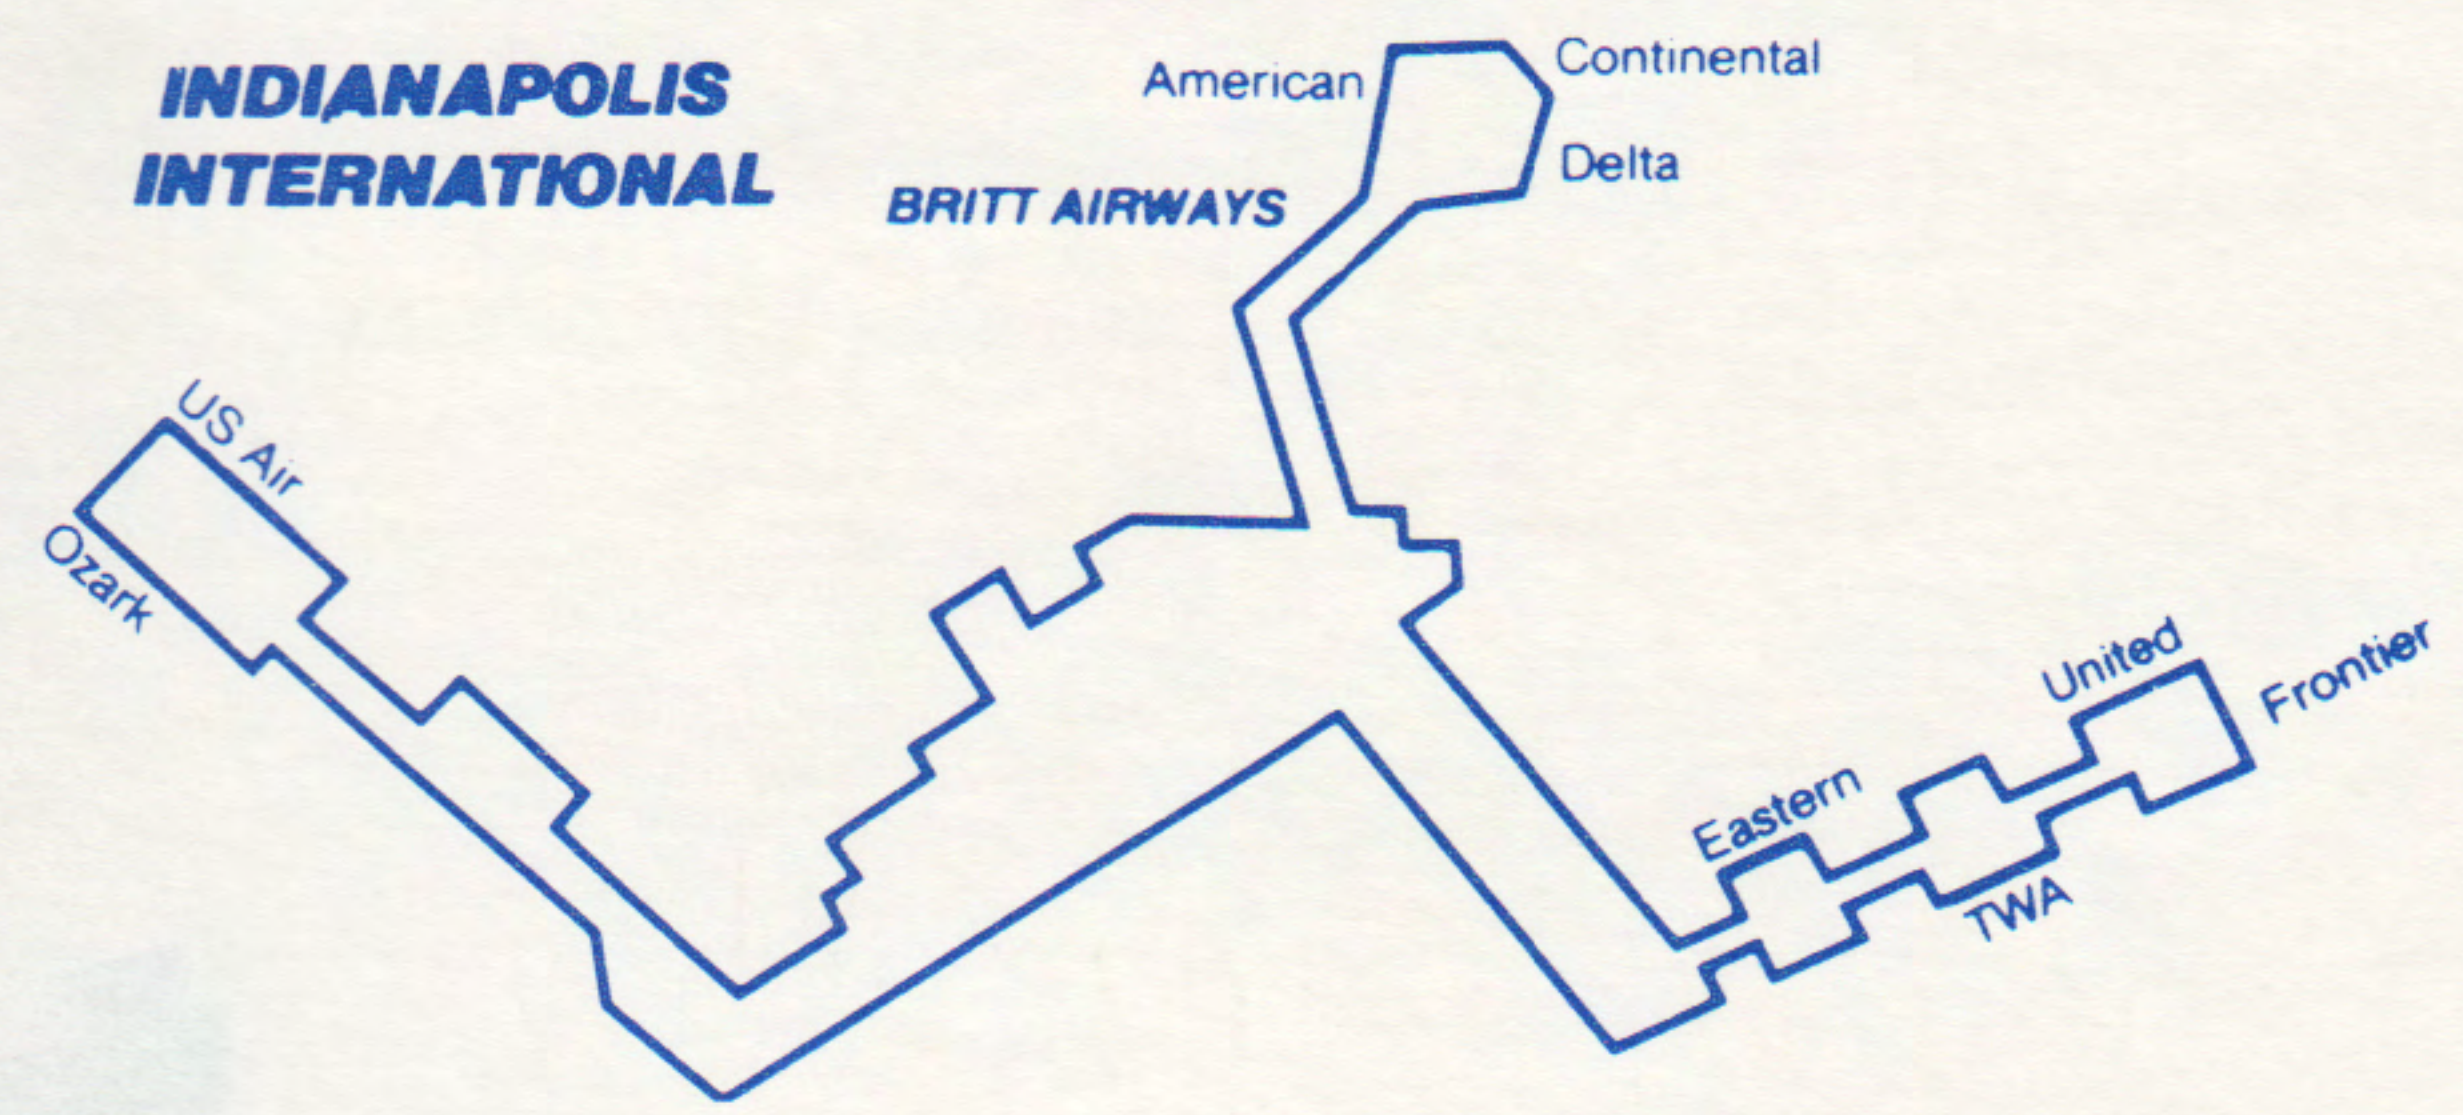 INDIANAPOLIS
INTERNATIONAL
American
Continental
Delta
BRITT AIRWAYS
US Air
Ozark
United
Frontier
Eastern
TWA